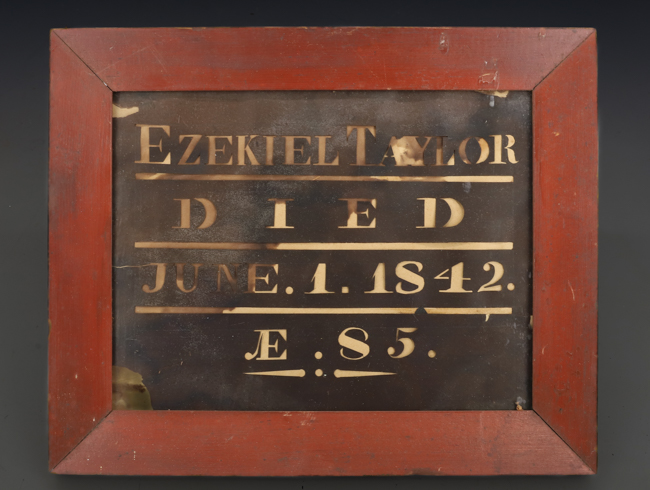 EZEKIEL TAYLOR
DIED
JUNE. 1. 1842.
Æ. 85.